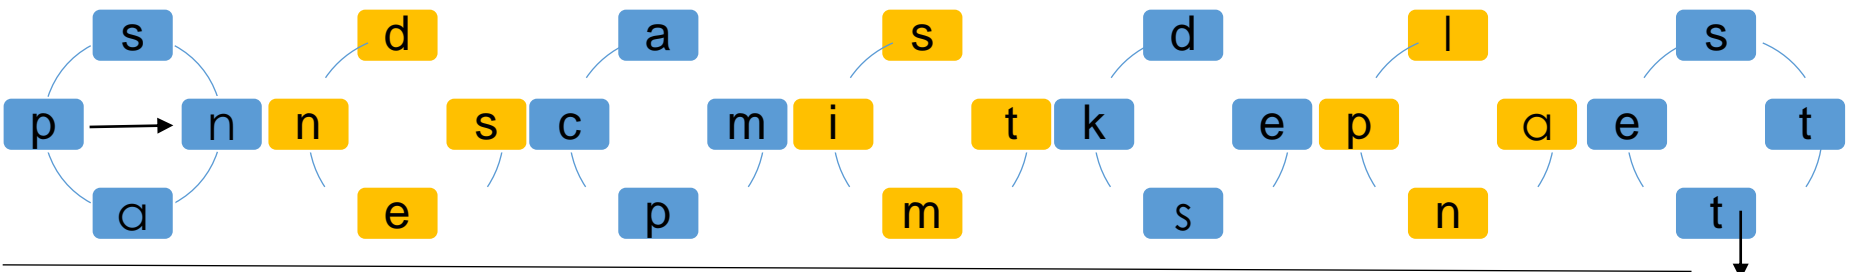 s d a s d l s
p n n s c m i t k e p a e t
a e p m s n t